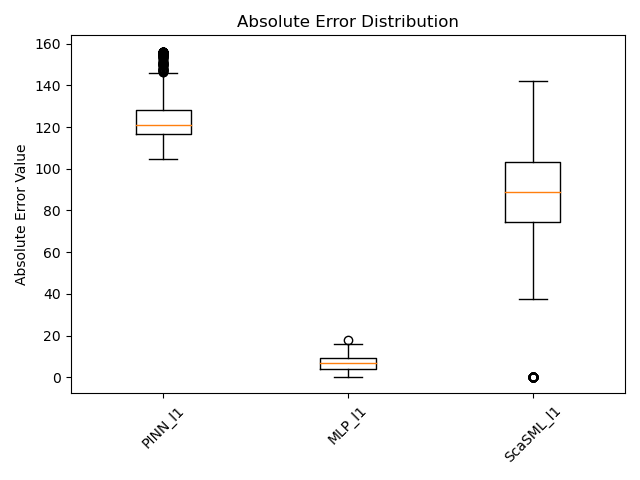 Absolute Error Distribution
160
140
120
100
80
60
40
20
0
Absolute Error Value
PINN_l1
MLP_l1
ScaSML_l1